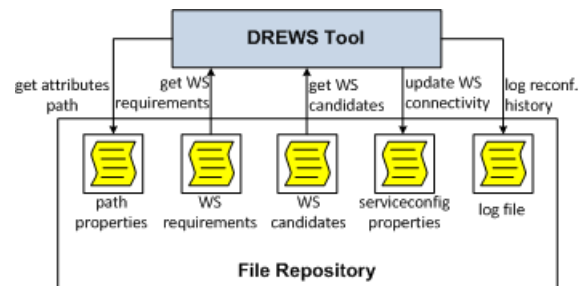 DREWS Tool
get attributes
path
get WS
requirements
get WS
candidates
update WS
connectivity
log reconf.
history
path
properties
WS
requirements
WS
candidates
serviceconfig
properties
log file
File Repository